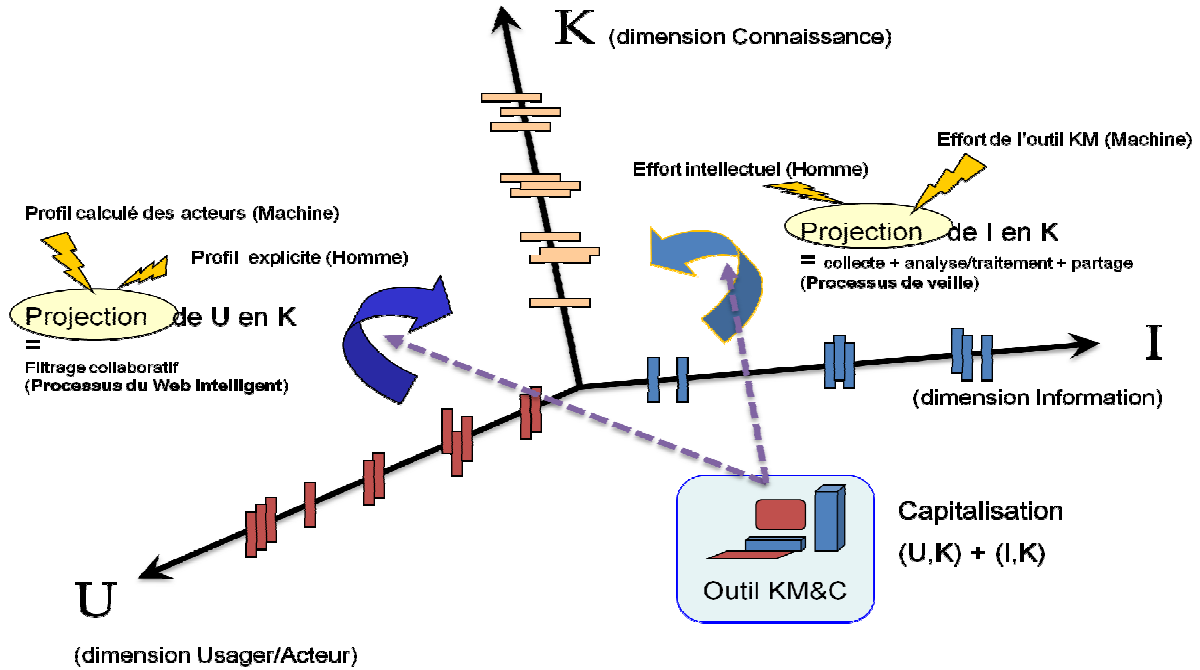 K (dimension Connaissance)
Effort de l'outil KM (Machine)
Effort intellectuel (Homme)
Projection de I en K
= collecte + analyse/traitement + partage
(Processus de veille)
Profil calculé des acteurs (Machine)
Profil explicite (Homme)
Projection de U en K
=
Filtrage collaboratif
(Processus du Web Intelligent)
I
(dimension Information)
Capitalisation
(U,K) + (I,K)
Outil KM&C
U
(dimension Usager/Acteur)